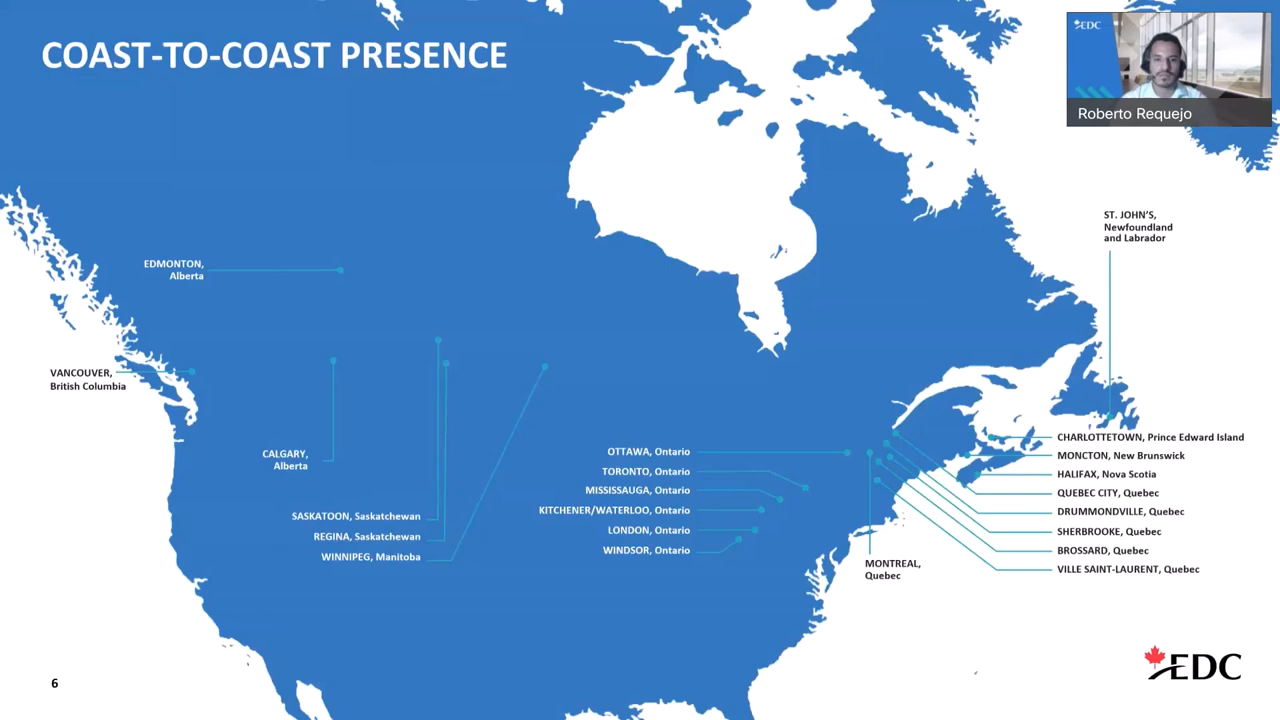 COAST-TO-COAST PRESENCE
EDC
Roberto Requejo
ST. JOHN'S,
Newfoundland
and Labrador
EDMONTON,
Alberta
VANCOUVER,
British Columbia
CALGARY,
Alberta
SASKATOON, Saskatchewan
REGINA, Saskatchewan
WINNIPEG, Manitoba
OTTAWA, Ontario
TORONTO, Ontario
MISSISSAUGA, Ontario
KITCHENER/WATERLOO, Ontario
LONDON, Ontario
WINDSOR, Ontario
MONTREAL,
Quebec
CHARLOTTETOWN, Prince Edward Island
MONCTON, New Brunswick
HALIFAX, Nova Scotia
QUEBEC CITY, Quebec
DRUMMONDVILLE, Quebec
SHERBROOKE, Quebec
BROSSARD, Quebec
VILLE SAINT-LAURENT, Quebec
6
EDC